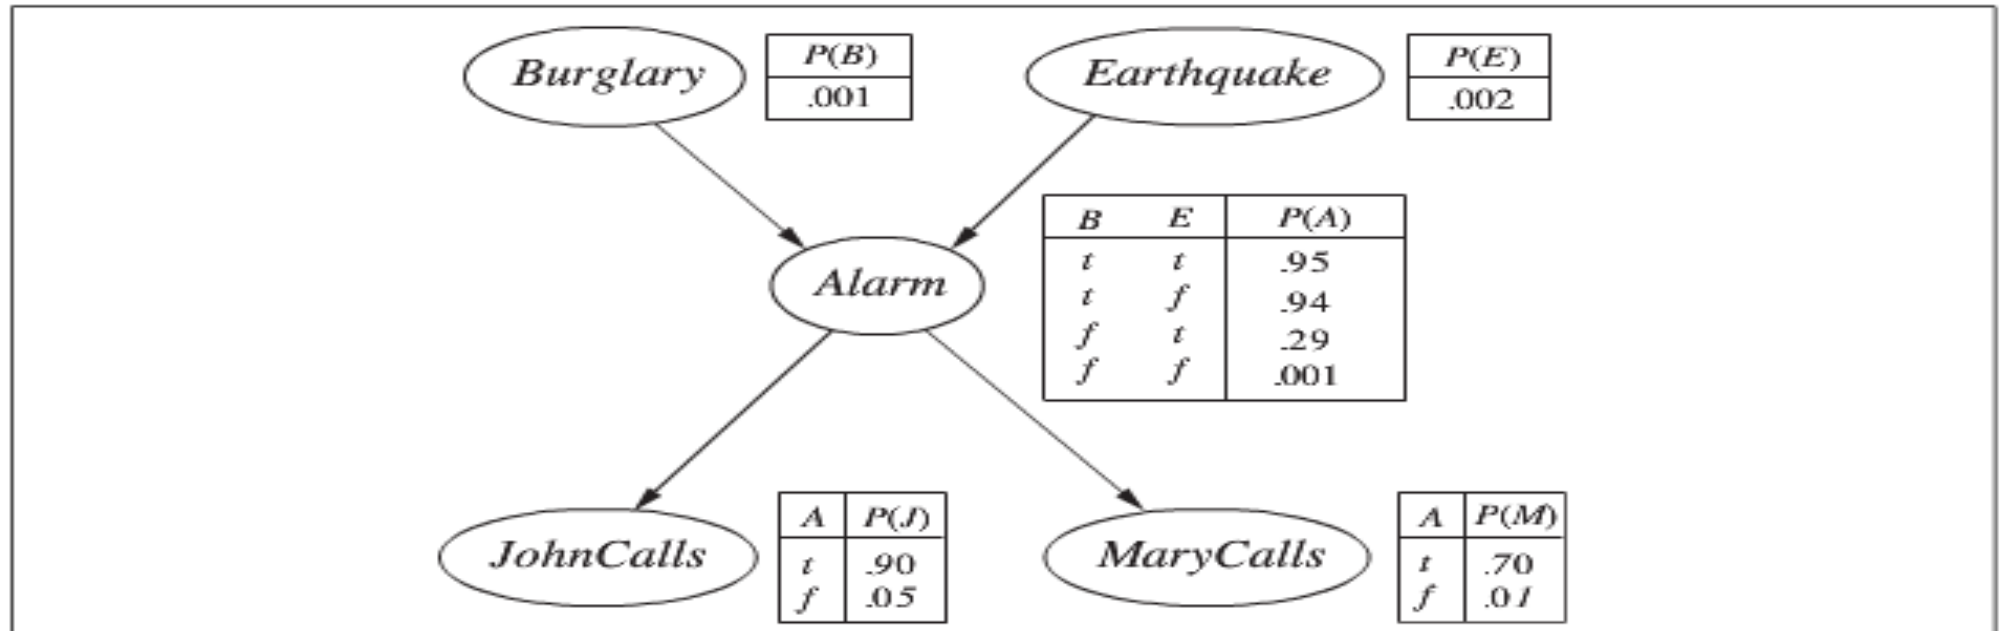 Burglary
P(B)
.001
Earthquake
P(E)
.002
Alarm
B E P(A)
t t .95
t f .94
f t .29
f f .001
JohnCalls
A P(J)
t .90
f .05
MaryCalls
A P(M)
t .70
f .01